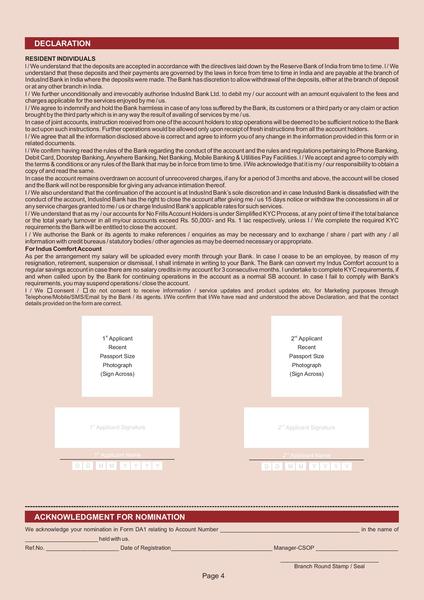 DECLARATION
RESIDENT INDIVIDUALS
I / We understand that the deposits are accepted in accordance with the directives laid down by the Reserve Bank of India from time to time. I / We
understand that these deposits and their payments are governed by the laws in force from time to time in India and are payable at the branch of
IndusInd Bank in India where the deposits were made. The Bank has discretion to allow withdrawal of the deposits, either at the branch of deposit
or at any other branch in India.
I / We further unconditionally and irrevocably authorise IndusInd Bank Ltd. to debit my / our account with an amount equivalent to the fees and
charges applicable for the services enjoyed by me / us.
I / We agree to indemnify and hold the Bank harmless in case of any loss suffered by the Bank, its customers or a third party or any claim or action
brought by the third party which is in any way the result of availing of services by me / us.
In case of joint accounts, instruction received from one of the account holders to stop operations will be deemed to be sufficient notice to the Bank
to act upon such instructions. Further operations would be allowed only upon receipt of fresh instructions from all the account holders.
I / We agree that all the information disclosed above is correct and agree to inform you of any change in the information provided in this form or in
related documents.
I / We confirm having read the rules of the Bank regarding the conduct of the account and the rules and regulations pertaining to Phone Banking,
Debit Card, Doorstep Banking, Anywhere Banking, Net Banking, Mobile Banking & Utilities Pay Facilities. I / We accept and agree to comply with
the terms & conditions or any rules of the Bank that may be in force from time to time. I/We acknowledge that it is my / our responsibility to obtain a
copy of and read the same.
In case the account remains overdrawn on account of unrecovered charges, if any for a period of 3 months and above, the account will be closed
and the Bank will not be responsible for giving any advance intimation thereof.
I / We also understand that the continuation of the account is at IndusInd Bank's sole discretion and in case IndusInd Bank is dissatisfied with the
conduct of the account, IndusInd Bank has the right to close the account after giving me / us 15 days notice or withdrawing the concessions in all or
any service charges granted to me / us or charge IndusInd Bank's applicable rates for such services.
I / We understand that as my / our accounts for No Frills Account Holders is under Simplified KYC Process, at any point of time if the total balance
or the total yearly turnover in all my/our accounts exceed Rs. 50,000/- and Rs. 1 lac respectively, unless I / We complete the required KYC
requirements the Bank will be entitled to close the account.
I / We authorise the Bank or its agents to make references / enquiries as may be necessary and to exchange / share / part with any / all
information with credit bureaus / statutory bodies / other agencies as may be deemed necessary or appropriate.
For Indus Comfort Account
As per the arrangement my salary will be uploaded every month through your bank. In case I cease to be an employee, by reason of my
resignation, retirement, suspension or dismissal, I shall intimate in writing to your Bank. The Bank can convert my Indus Comfort account to a
regular savings account in case there are no salary credits in my account for 3 consecutive months. I undertake to complete KYC requirements, if
and when called upon by the Bank for continuing operations in the account as a normal SB account. In case I fail to comply with Bank's
requirements, you may suspend operations / close the account.
I / We ☐ consent / ☐ do not consent to receive information / service updates and product updates etc. for Marketing purposes through
Telephone/Mobile/SMS/Email by the Bank / its agents. I/We confirm that I/We have read and understood the above Declaration, and that the contact
details provided on the form are correct.
1st Applicant
Recent
Passport Size
Photograph
(Sign Across)
2nd Applicant
Recent
Passport Size
Photograph
(Sign Across)
1st Applicant Signature
2nd Applicant Signature
1st Applicant Name
2nd Applicant Name
D D M M Y Y Y Y
D D M M Y Y Y Y
ACKNOWLEDGMENT FOR NOMINATION
We acknowledge your nomination in Form DA1 relating to Account Number ____ in the name of
____ held with us.
Ref.No. ____ Date of Registration ____ Manager-CSOP ____
Branch Round Stamp / Seal
Page 4